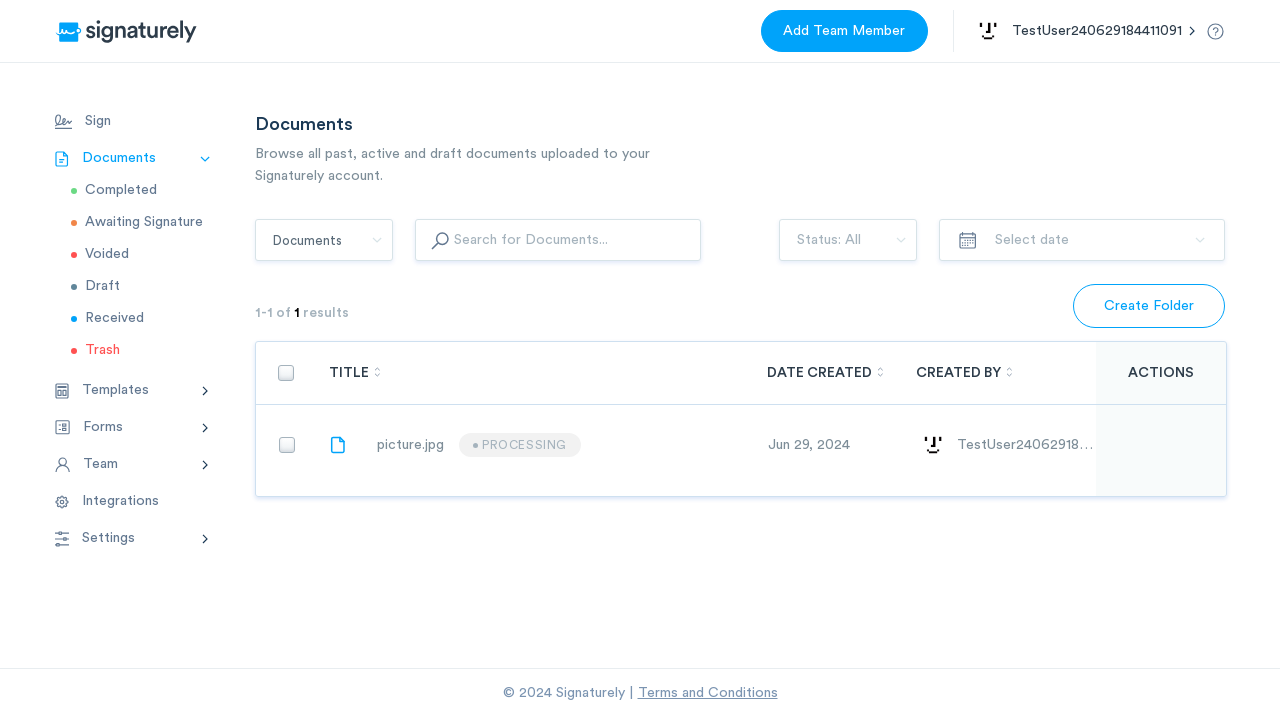 signaturely
Add Team Member
TestUser240629184411091
Sign
Documents
Completed
Awaiting Signature
Voided
Draft
Received
Trash
Templates
Forms
Team
Integrations
Settings
Documents
Browse all past, active and draft documents uploaded to your
Signaturely account.
Documents
Search for Documents...
Status: All
Select date
1-1 of 1 results
Create Folder
TITLE
DATE CREATED
CREATED BY
ACTIONS
picture.jpg
PROCESSING
Jun 29, 2024
TestUser24062918...
© 2024 Signaturely | Terms and Conditions